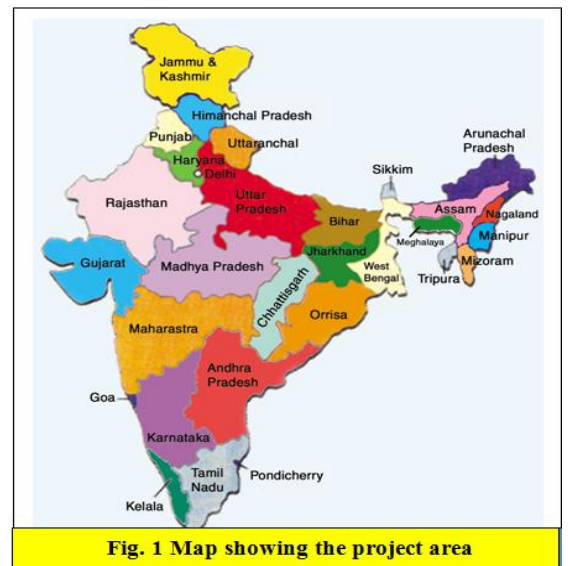 Jammu &
Kashmir
Himanchal Pradesh
Punjab
Uttaranchal
Haryana
Delhi
Arunachal
Pradesh
Sikkim
Rajasthan
Uttar
Pradesh
Bihar
Assam
Nagaland
Meghalaya
Manipur
Jharkhand
Gujarat
Madhya Pradesh
West
Bengal
Tripura
Mizoram
Chhattisgarh
Orrisa
Maharastra
Andhra
Pradesh
Goa
Karnataka
Tamil
Nadu
Pondicherry
Kelala
Fig. 1 Map showing the project area